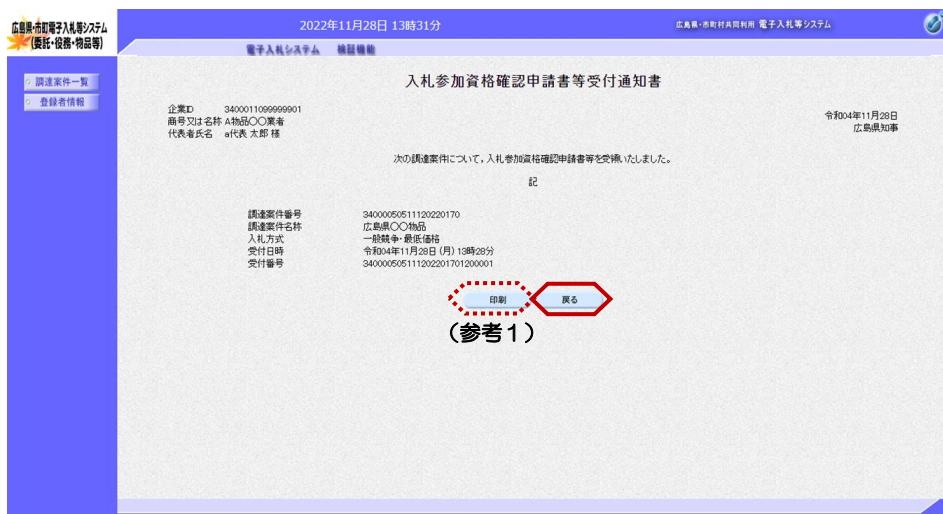 広島県・市町電子入札等システム
(委託・役務・物品等)
2022年11月28日 13時31分
広島県・市町村共同利用 電子入札等システム
電子入札システム 検証機能
調達案件一覧
登録者情報
入札参加資格確認申請書等受付通知書
企業ID 3400011099999901
商号又は名称 A物品〇〇業者
代表者氏名 a代表 太郎 様
令和04年11月28日
広島県知事
次の調達案件について，入札参加資格確認申請書等を受領いたしました。
記
調達案件番号 34000050511120220170
調達案件名称 広島県〇〇物品
入札方式 一般競争・最低価格
受付日時 令和04年11月28日 (月) 13時28分
受付番号 340000505111202201701200001
印刷 戻る
(参考１)